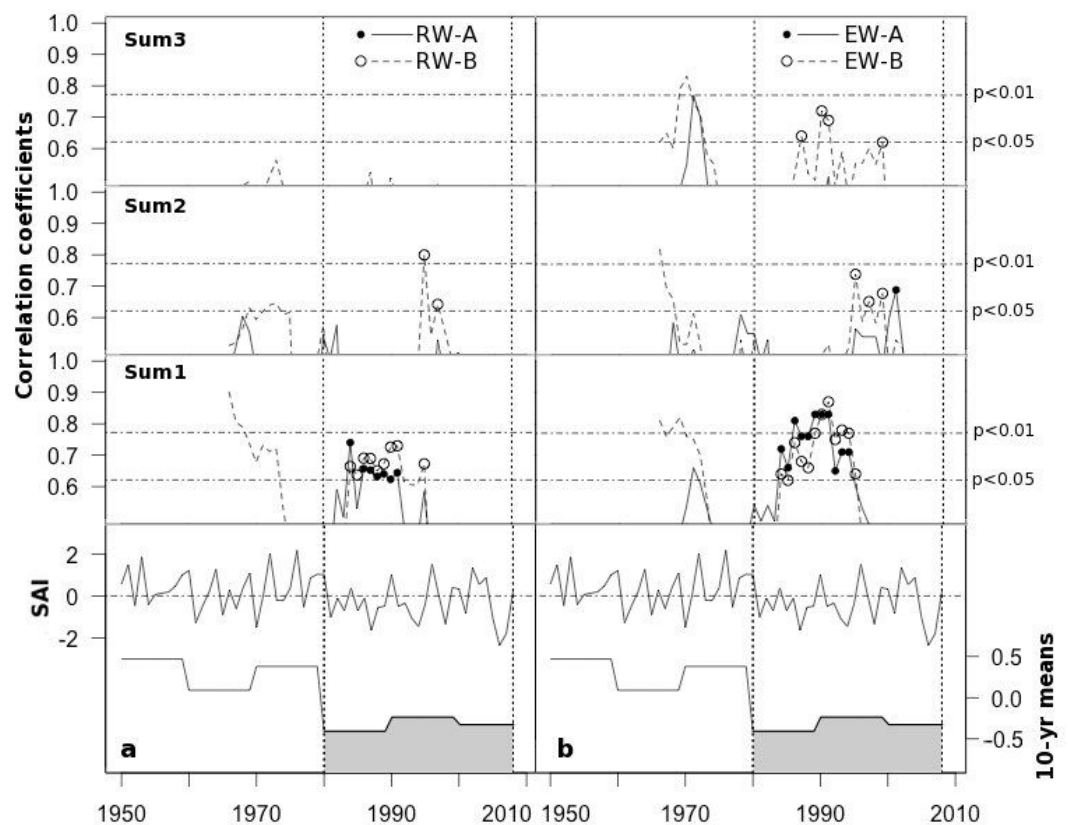 Correlation coefficients
1.0 Sum3 RW-A EW-A
0.9 RW-B EW-B
0.8 p<0.01
0.7 p<0.05
0.6
1.0 Sum2
0.9
0.8 p<0.01
0.7 p<0.05
0.6
1.0 Sum1
0.9
0.8 p<0.01
0.7 p<0.05
0.6
SAI
2
0
-2
0.5
0.0
-0.5
10-yr means
a b
1950 1970 1990 2010 1950 1970 1990 2010